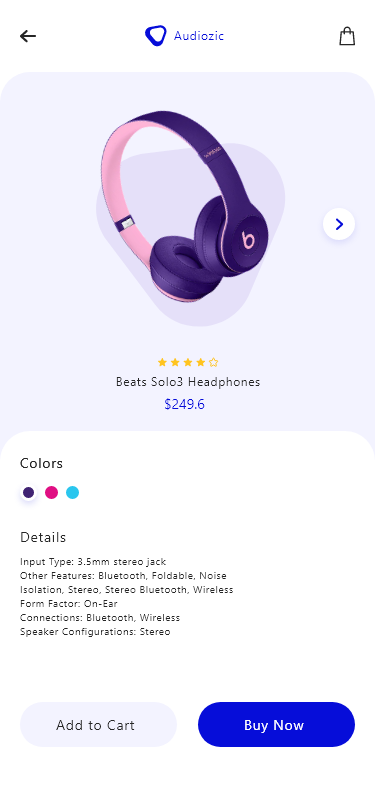 Audiozic
Beats Solo3 Headphones
$249.6
Colors
Details
Input Type: 3.5mm stereo jack
Other Features: Bluetooth, Foldable, Noise
Isolation, Stereo, Stereo Bluetooth, Wireless
Form Factor: On-Ear
Connections: Bluetooth, Wireless
Speaker Configurations: Stereo
Add to Cart
Buy Now